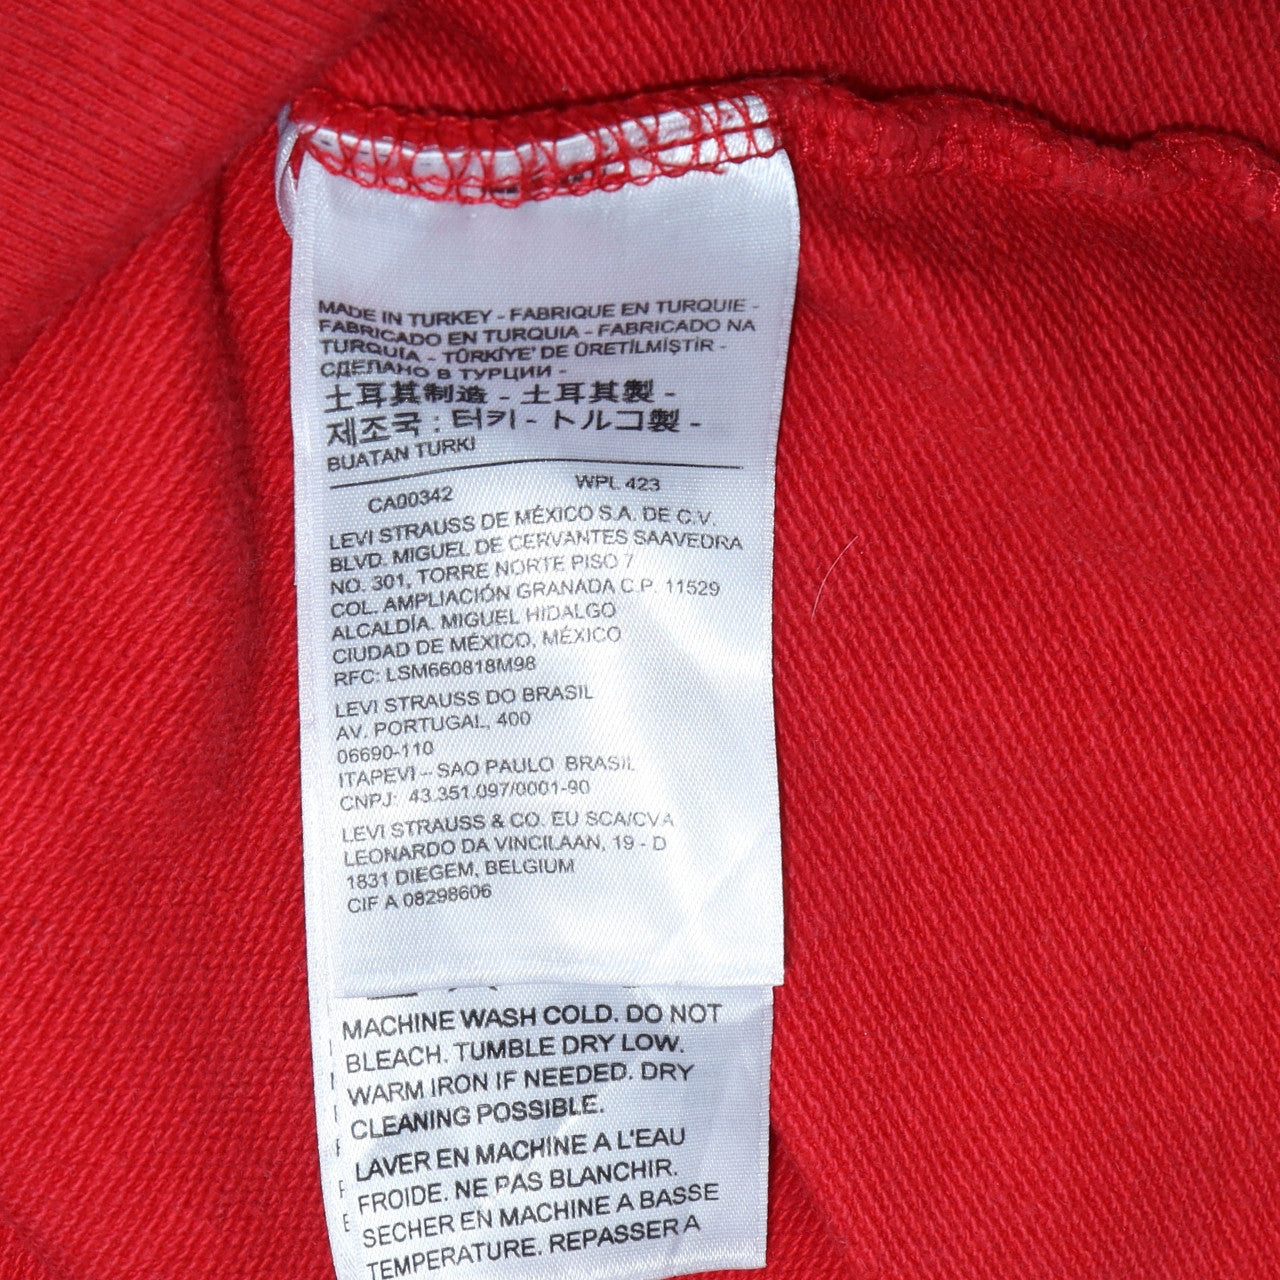 MADE IN TURKEY - FABRIQUE EN TURQUIE -
FABRICADO EN TURQUIA - FABRICADO NA
TURQUIA - TÜRKİYE' DE ÜRETİLMİŞTİR -
СДЕЛАНО В ТУРЦИИ -
土耳其制造 - 土耳其製 -
제조국 : 터키 - トルコ製 -
BUATAN TURKI
CA00342 WPL 423
LEVI STRAUSS DE MÉXICO S.A. DE C.V.
BLVD. MIGUEL DE CERVANTES SAAVEDRA
NO. 301, TORRE NORTE PISO 7
COL. AMPLIACIÓN GRANADA C.P. 11529
ALCALDÍA. MIGUEL HIDALGO
CIUDAD DE MÉXICO, MÉXICO
RFC: LSM660818M98
LEVI STRAUSS DO BRASIL
AV. PORTUGAL, 400
06690-110
ITAPEVI – SAO PAULO BRASIL
CNPJ: 43.351.097/0001-90
LEVI STRAUSS & CO. EU SCA/CVA
LEONARDO DA VINCILAAN, 19 - D
1831 DIEGEM, BELGIUM
CIF A 08298606
MACHINE WASH COLD. DO NOT
BLEACH. TUMBLE DRY LOW.
WARM IRON IF NEEDED. DRY
CLEANING POSSIBLE.
LAVER EN MACHINE A L'EAU
FROIDE. NE PAS BLANCHIR.
SECHER EN MACHINE A BASSE
TEMPERATURE. REPASSER A